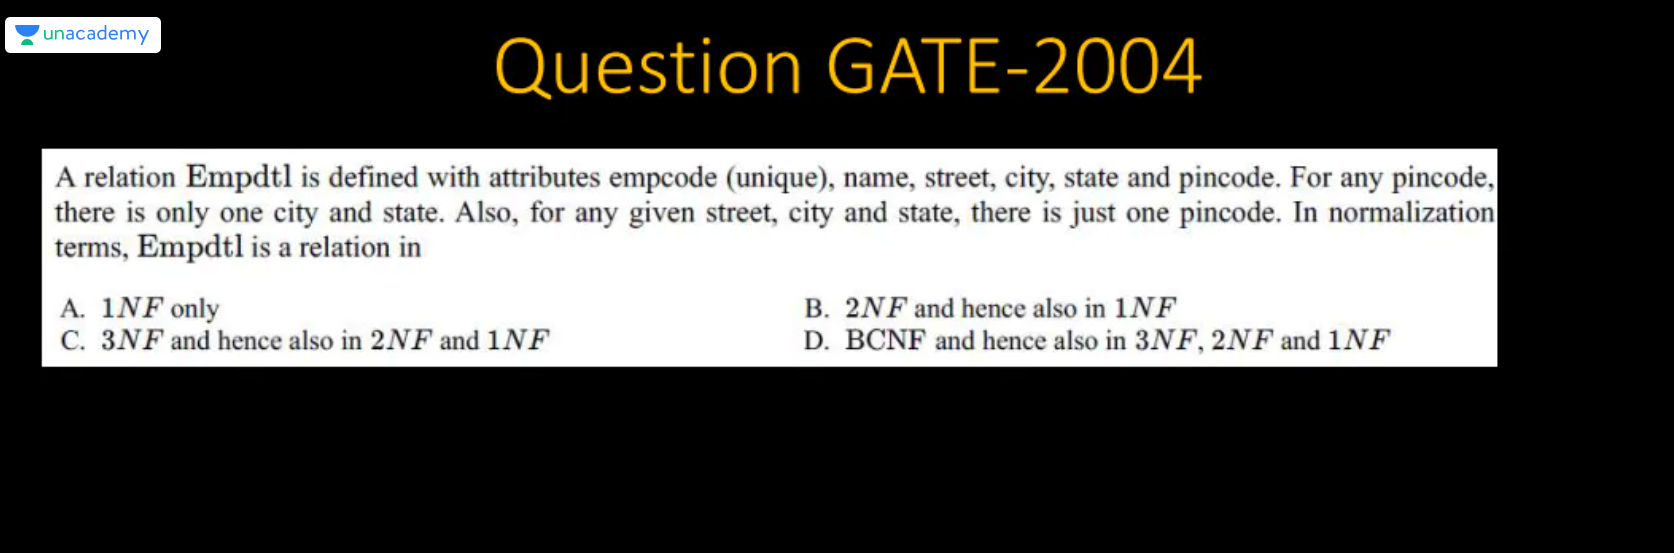 unacademy
Question GATE-2004
A relation Empdtl is defined with attributes empcode (unique), name, street, city, state and pincode. For any pincode,
there is only one city and state. Also, for any given street, city and state, there is just one pincode. In normalization
terms, Empdtl is a relation in
A. 1NF only
B. 2NF and hence also in 1NF
C. 3NF and hence also in 2NF and 1NF
D. BCNF and hence also in 3NF, 2NF and 1NF